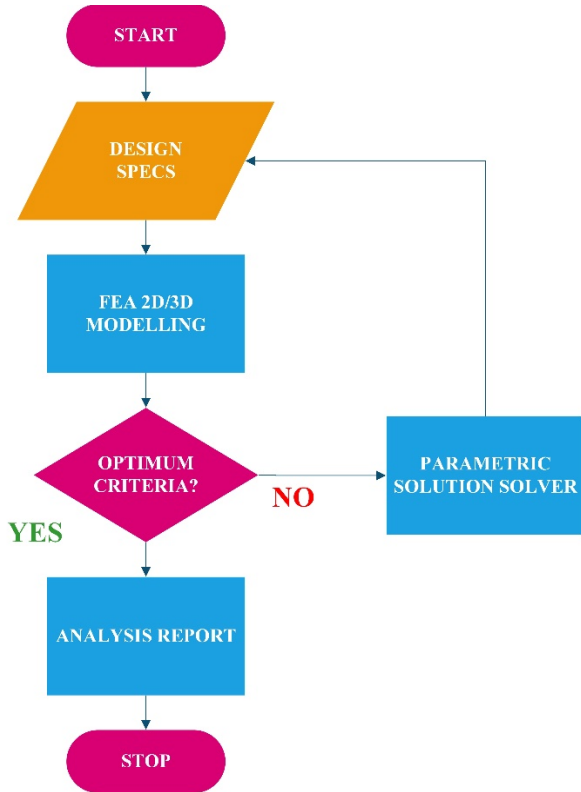 START
DESIGN
SPECS
FEA 2D/3D
MODELLING
OPTIMUM
CRITERIA?
NO
PARAMETRIC
SOLUTION SOLVER
YES
ANALYSIS REPORT
STOP